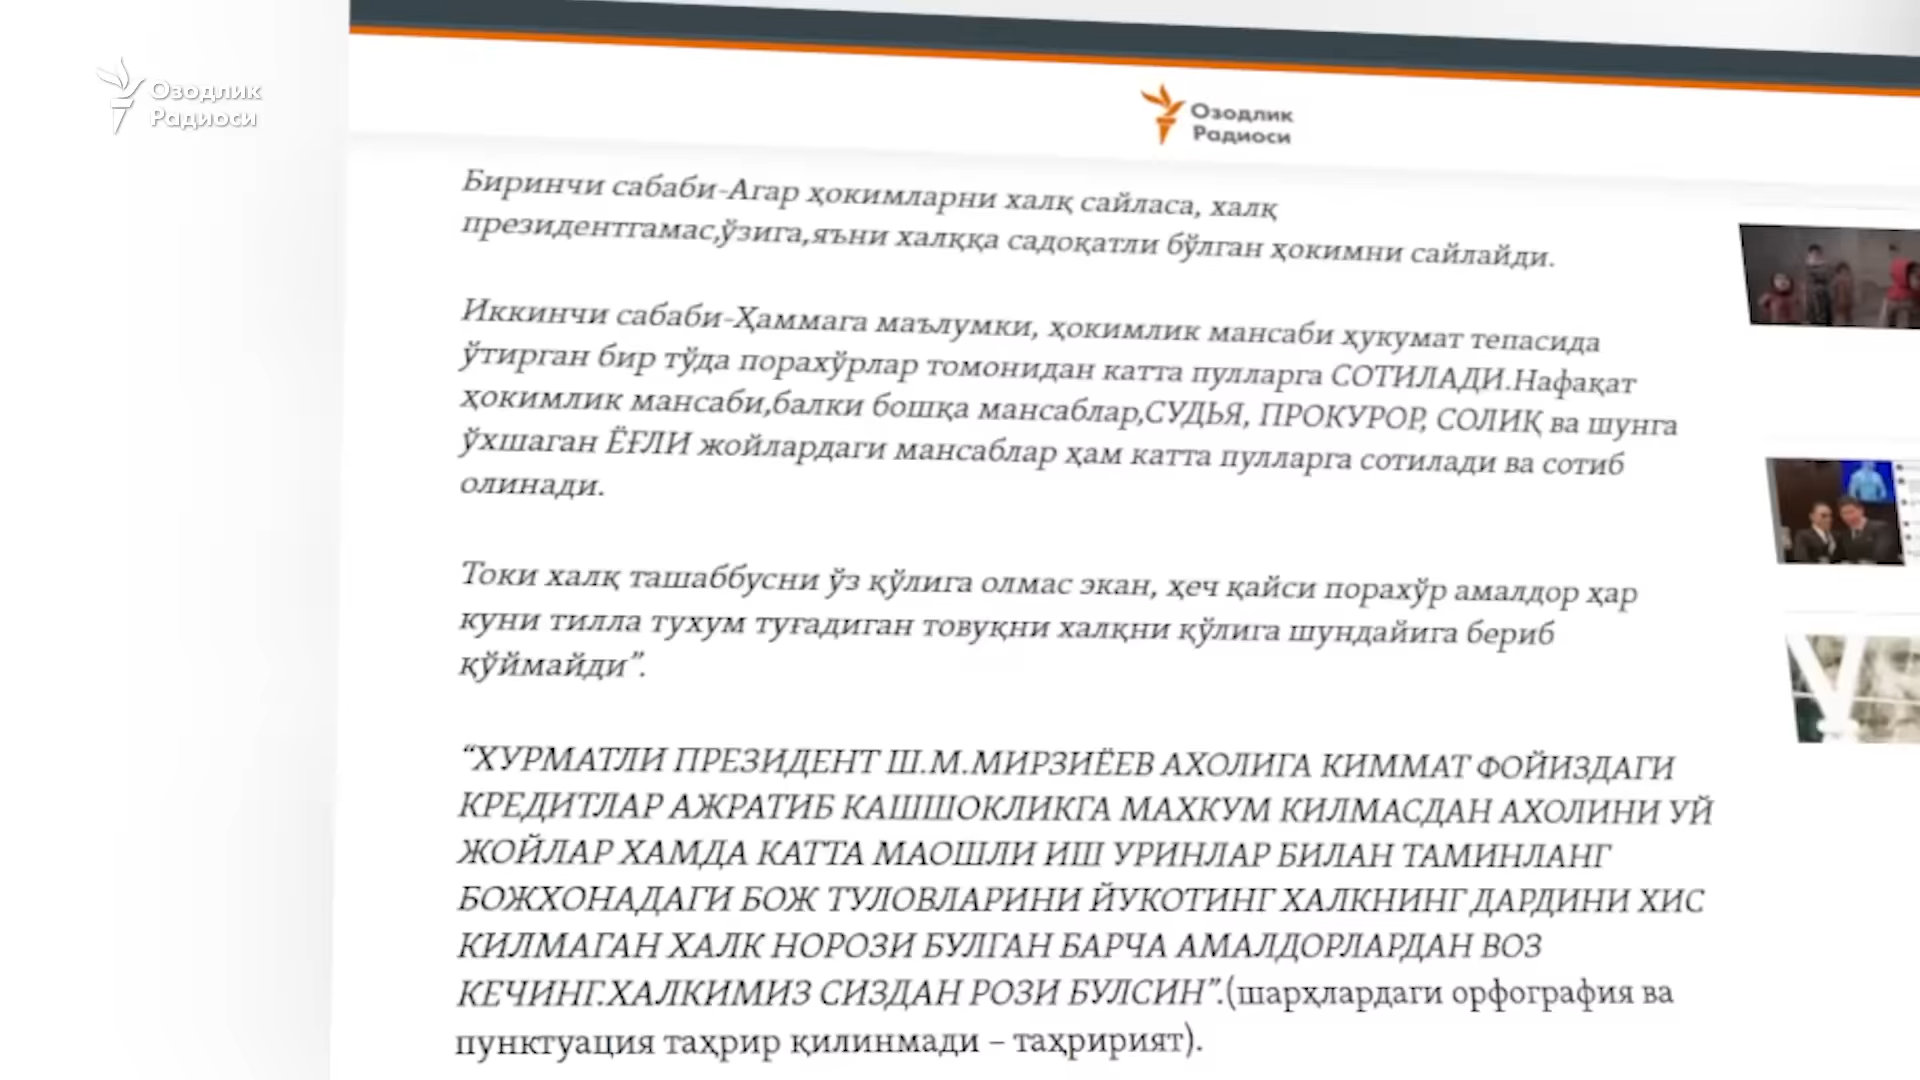 Озодлик
Радиоси
Озодлик
Радиоси
Биринчи сабаби-Агар ҳокимларни халқ сайласа, халқ
президентгамас,ўзига,яъни халққа садоқатли бўлган ҳокимни сайлайди.
Иккинчи сабаби-Ҳаммага маълумки, ҳокимлик мансаби ҳукумат тепасида
ўтирган бир тўда порахўрлар томонидан катта пулларга СОТИЛАДИ.Нафақат
ҳокимлик мансаби,балки бошқа мансаблар,СУДЬЯ, ПРОКУРОР, СОЛИҚ ва шунга
ўхшаган ЁҒЛИ жойлардаги мансаблар ҳам катта пулларга сотилади ва сотиб
олинади.
Токи халқ ташаббусни ўз қўлига олмас экан, ҳеч қайси порахўр амалдор ҳар
куни тилла тухум туғадиган товуқни халқни қўлига шундайига бериб
қўймайди”.
“ХУРМАТЛИ ПРЕЗИДЕНТ Ш.М.МИРЗИЁЕВ АХОЛИГА КИММАТ ФОЙИЗДАГИ
КРЕДИТЛАР АЖРАТИБ КАШШОКЛИКГА МАХКУМ КИЛМАСДАН АХОЛИНИ УЙ
ЖОЙЛАР ХАМДА КАТТА МАОШЛИ ИШ УРИНЛАР БИЛАН ТАМИНЛАНГ
БОЖХОНАДАГИ БОЖ ТУЛОВЛАРИНИ ЙУКОТИНГ ХАЛКНИНГ ДАРДИНИ ХИС
КИЛМАГАН ХАЛК НОРОЗИ БУЛГАН БАРЧА АМАЛДОРЛАРДАН ВОЗ
КЕЧИНГ.ХАЛКИМИЗ СИЗДАН РОЗИ БУЛСИН”.(шарҳлардаги орфография ва
пунктуация таҳрир қилинмади – таҳририят).